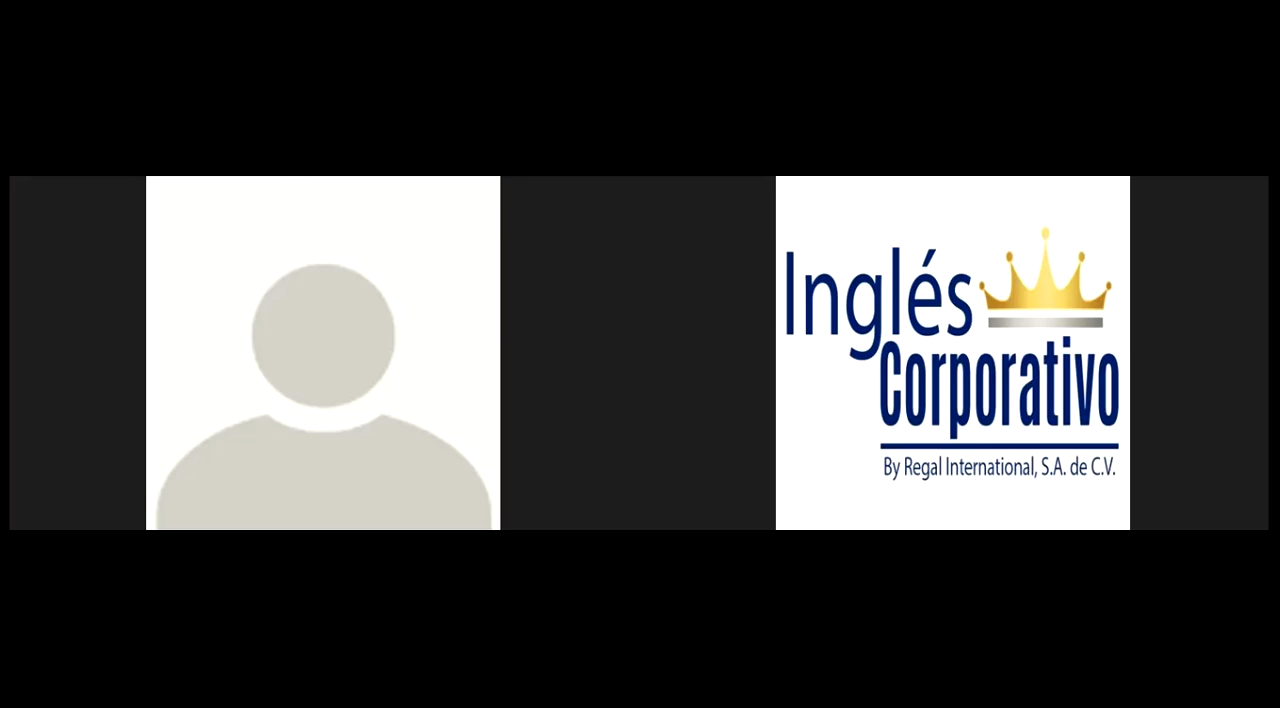 Inglés
Corporativo
By Regal International, S.A. de C.V.